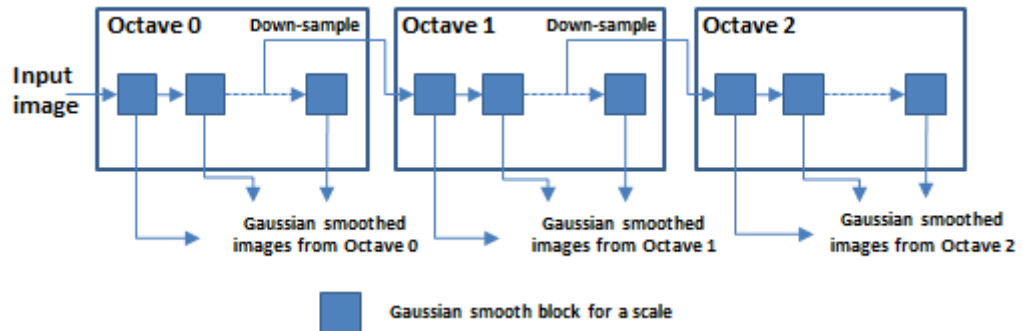 Octave 0
Down-sample
Octave 1
Down-sample
Octave 2
Input
image
Gaussian smoothed
images from Octave 0
Gaussian smoothed
images from Octave 1
Gaussian smoothed
images from Octave 2
Gaussian smooth block for a scale